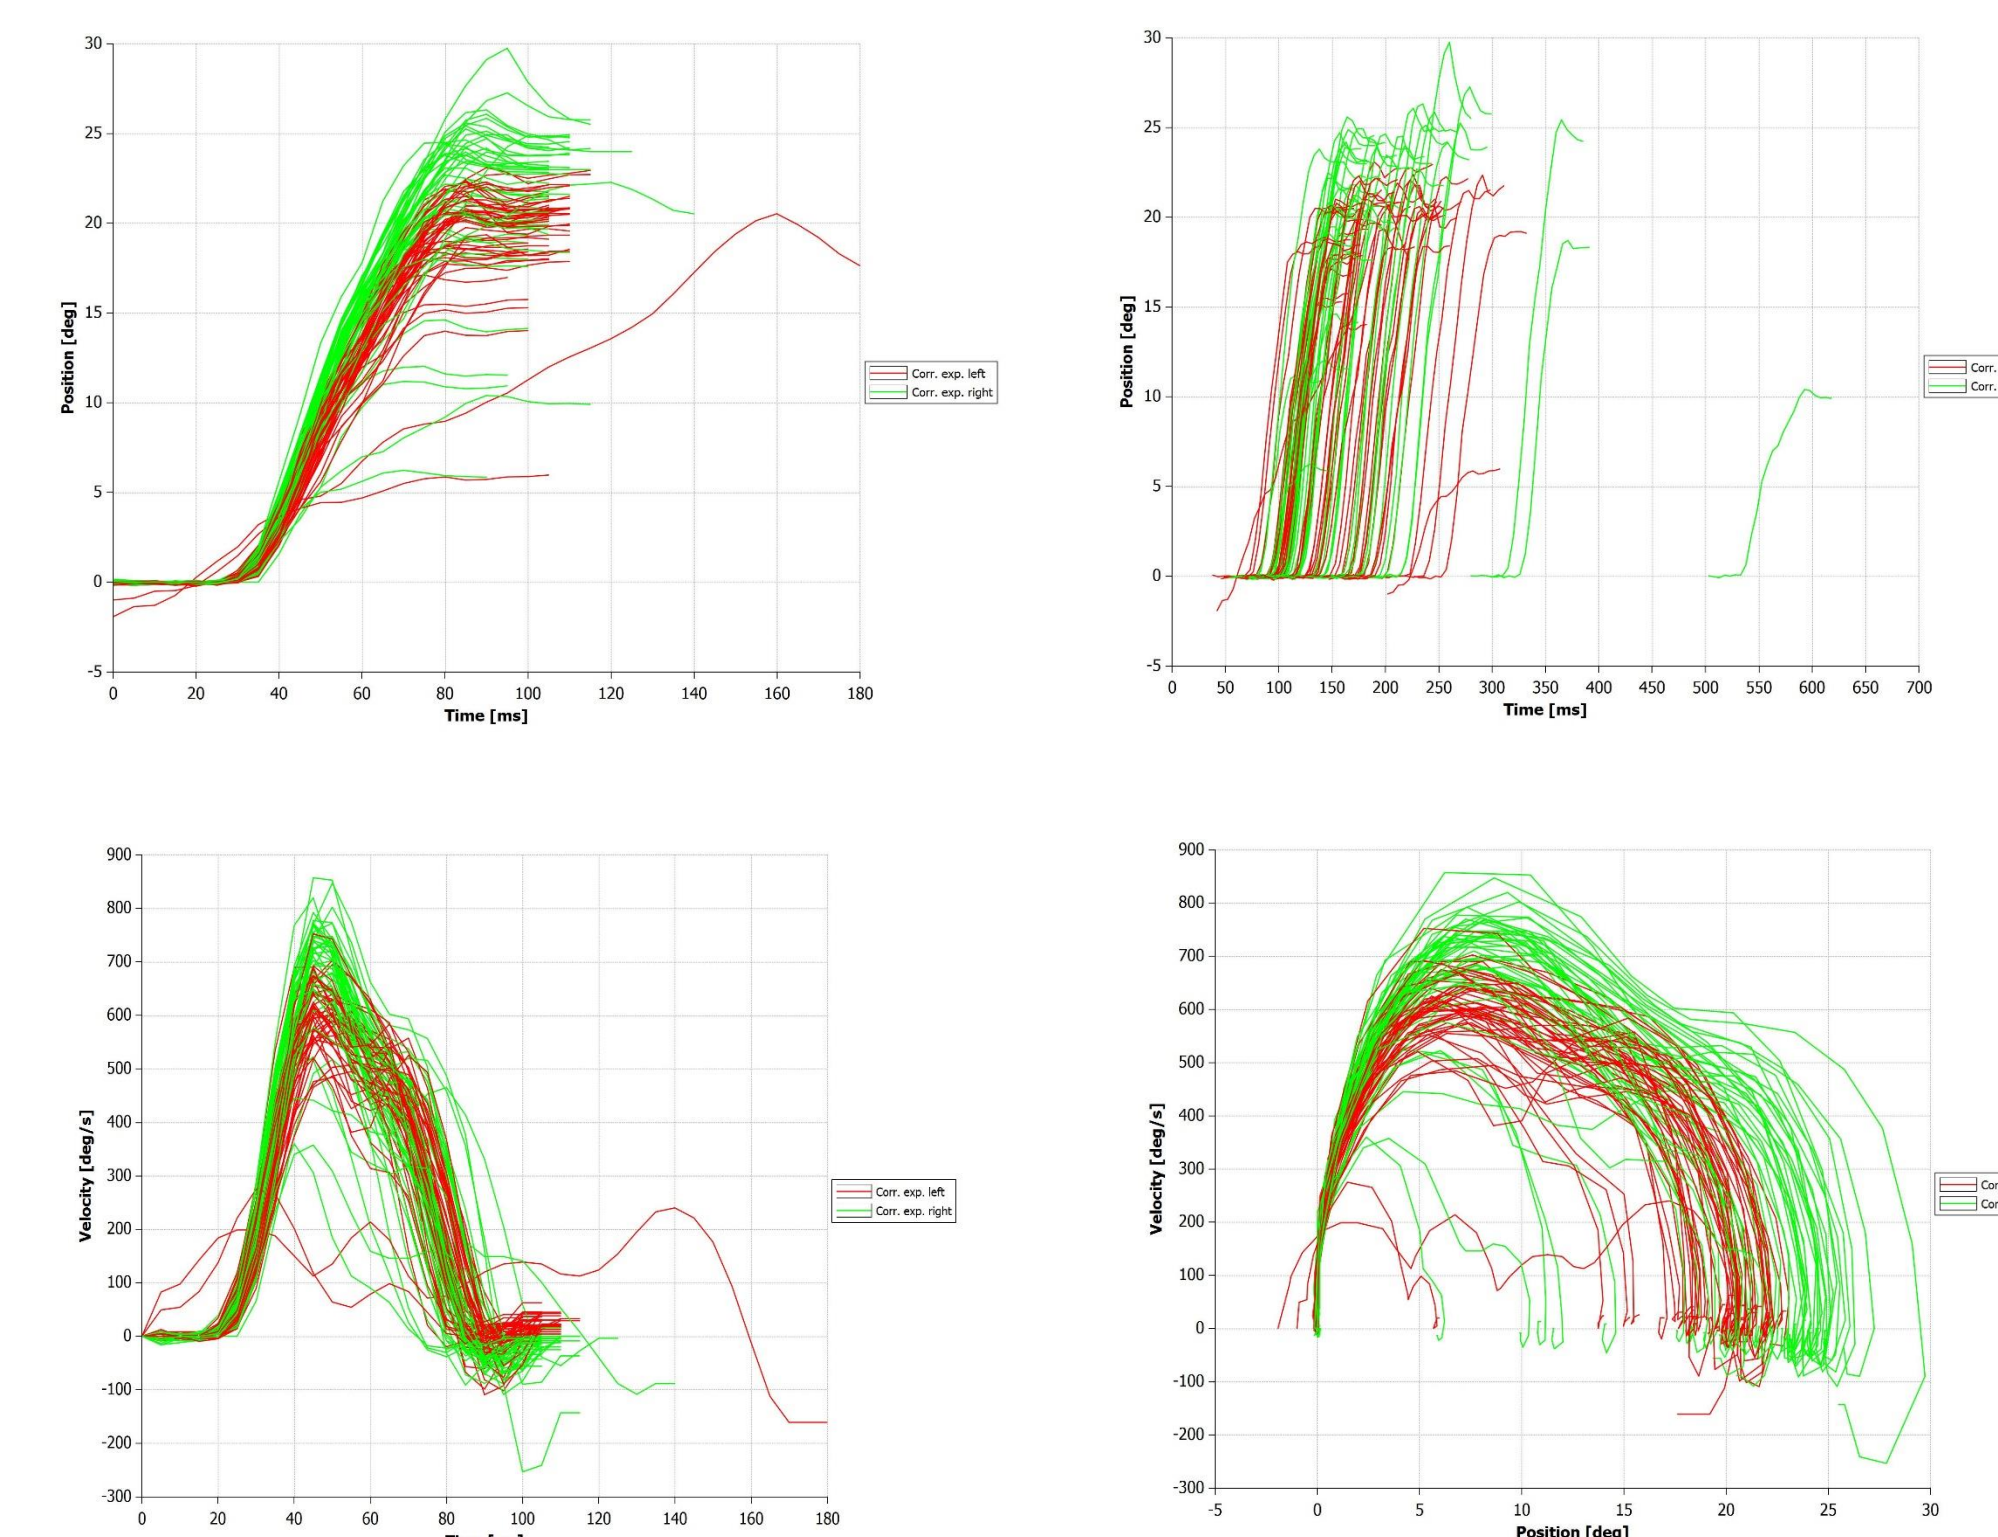 30
25
20
15
10
5
0
-5
Position [deg]
0 20 40 60 80 100 120 140 160 180
Time [ms]
Corr. exp. left
Corr. exp. right
30
25
20
15
10
5
0
-5
Position [deg]
0 50 100 150 200 250 300 350 400 450 500 550 600 650 700
Time [ms]
Corr.
Corr.
900
800
700
600
500
400
300
200
100
0
-100
-200
-300
Velocity [deg/s]
0 20 40 60 80 100 120 140 160 180
Corr. exp. left
Corr. exp. right
900
800
700
600
500
400
300
200
100
0
-100
-200
-300
Velocity [deg/s]
-5 0 5 10 15 20 25 30
Position [deg]